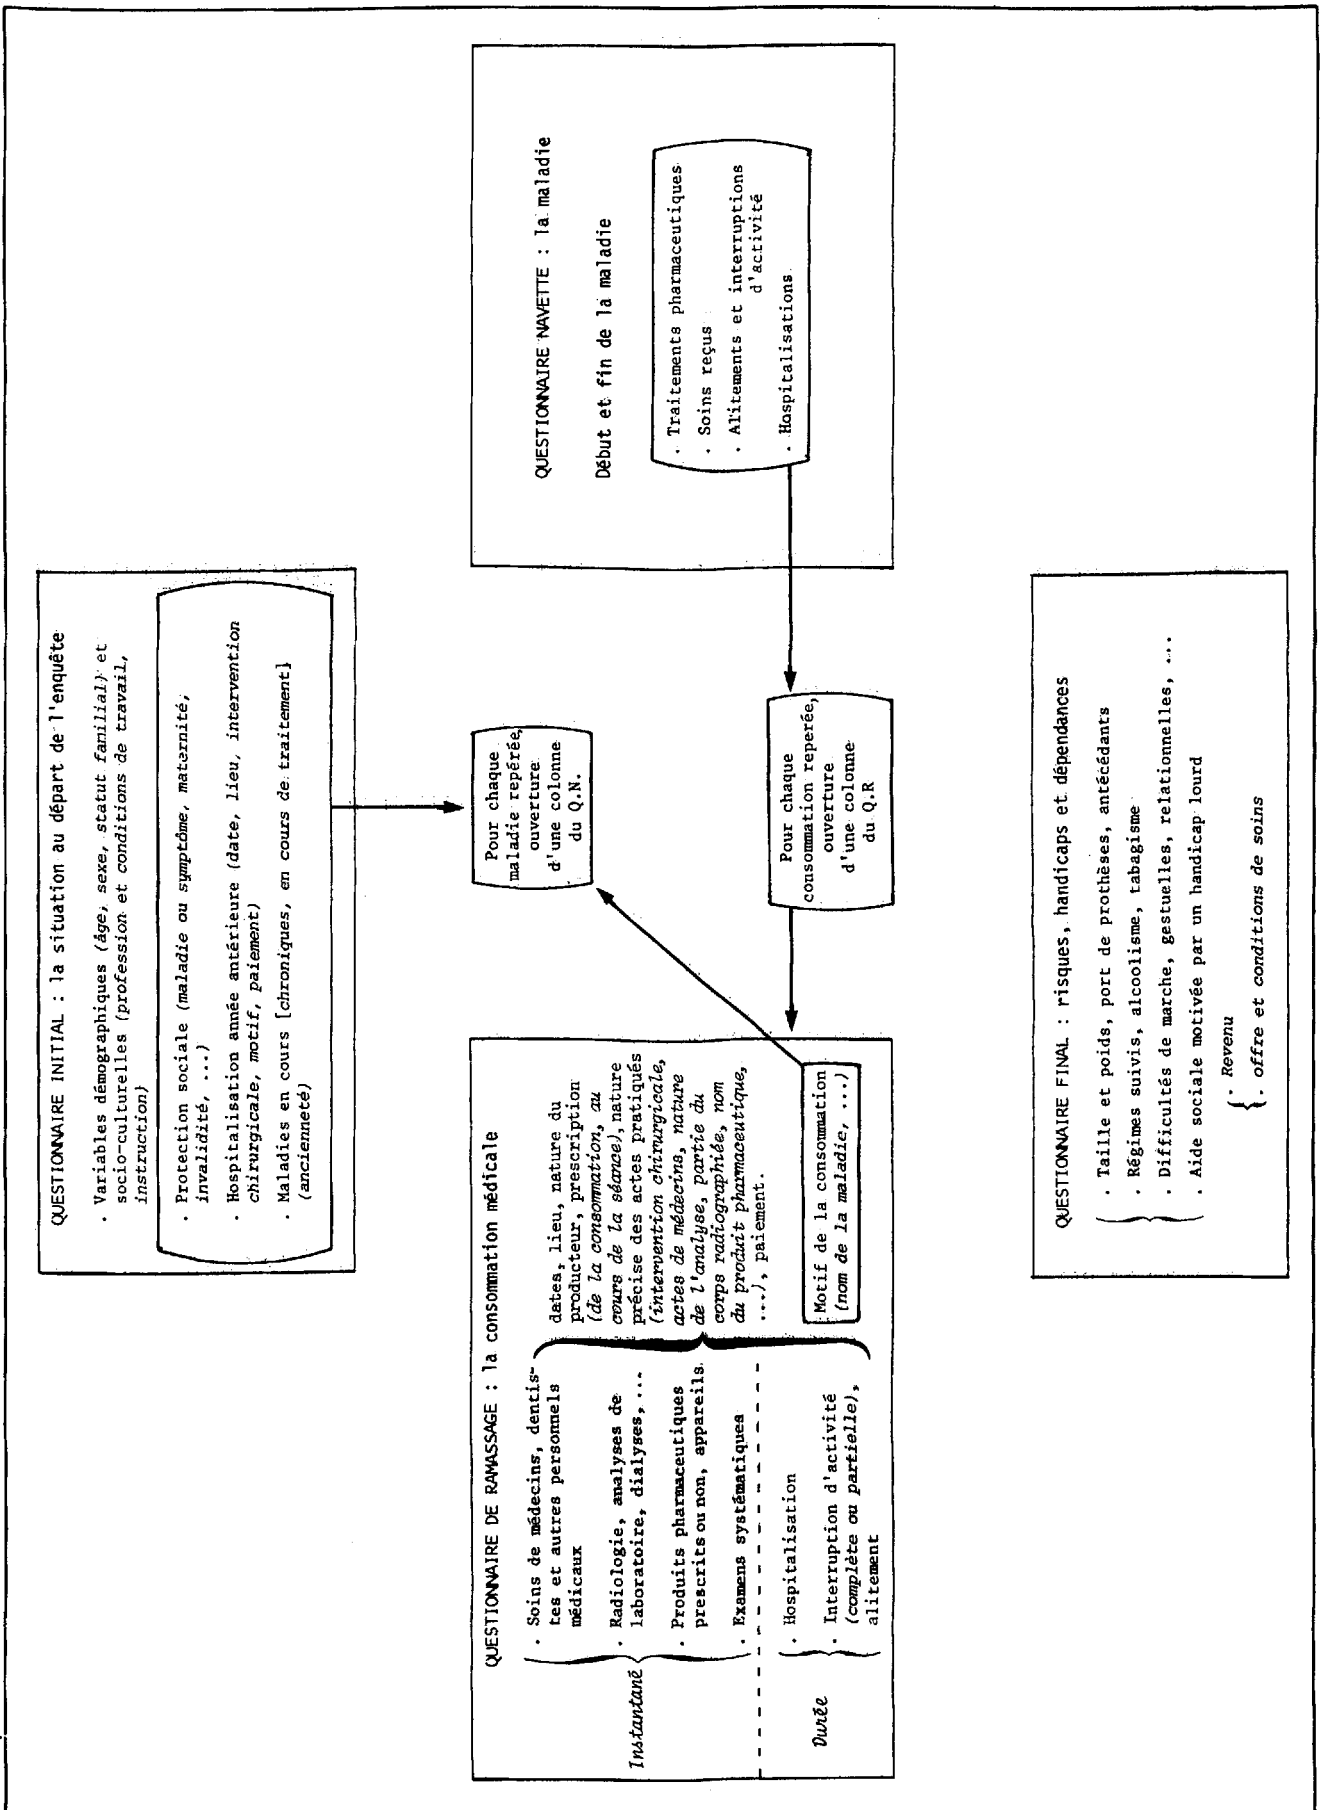 QUESTIONNAIRE INITIAL : la situation au départ de l'enquête
. Variables démographiques (âge, sexe, statut familial) et
socio-culturelles (profession et conditions de travail,
instruction)
. Protection sociale (maladie ou symptôme, maternité,
invalidité, ...)
. Hospitalisation année antérieure (date, lieu, intervention
chirurgicale, motif, paiement)
. Maladies en cours [chroniques, en cours de traitement]
(ancienneté)
QUESTIONNAIRE DE RAMASSAGE : la consommation médicale
Instantané
. Soins de médecins, dentis-
tes et autres personnels
médicaux
. Radiologie, analyses de
laboratoire, dialyses, ...
. Produits pharmaceutiques
prescrits ou non, appareils
. Examens systématiques
Durée
. Hospitalisation
. Interruption d'activité
(complète ou partielle),
alitement
dates, lieu, nature du
producteur, prescription
(de la consommation, au
cours de la séance), nature
précise des actes pratiqués
(intervention chirurgicale,
actes de médecins, nature
de l'analyse, partie du
corps radiographiée, nom
du produit pharmaceutique,
...), paiement.
Motif de la consommation
(nom de la maladie, ...)
Pour chaque
maladie repérée,
ouverture
d'une colonne
du Q.N.
Pour chaque
consommation reperée,
ouverture
d'une colonne
du Q.R
QUESTIONNAIRE NAVETTE : la maladie
Début et fin de la maladie
. Traitements pharmaceutiques
. Soins reçus
. Alitements et interruptions
d'activité
. Hospitalisations
QUESTIONNAIRE FINAL : risques, handicaps et dépendances
. Taille et poids, port de prothèses, antécédants
. Régimes suivis, alcoolisme, tabagisme
. Difficultés de marche, gestuelles, relationnelles, ...
. Aide sociale motivée par un handicap lourd
. Revenu
. offre et conditions de soins